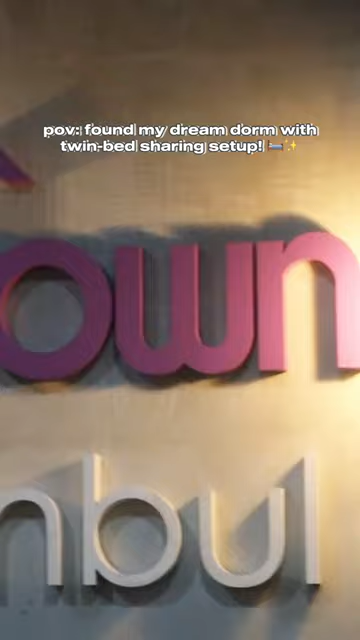 pov: found my dream dorm with
twin-bed sharing setup! 🛏️✨
own
nbul